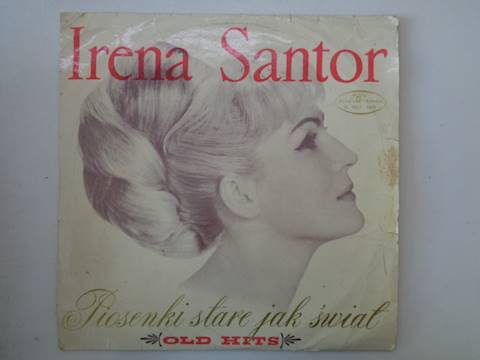 Irena Santor
Piosenki stare jak świat
OLD HITS